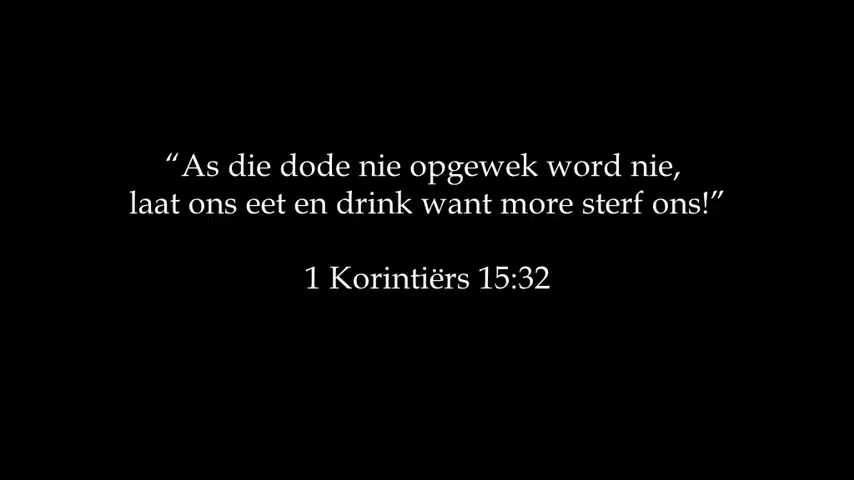 “As die dode nie opgewek word nie,
laat ons eet en drink want more sterf ons!”
1 Korintiërs 15:32